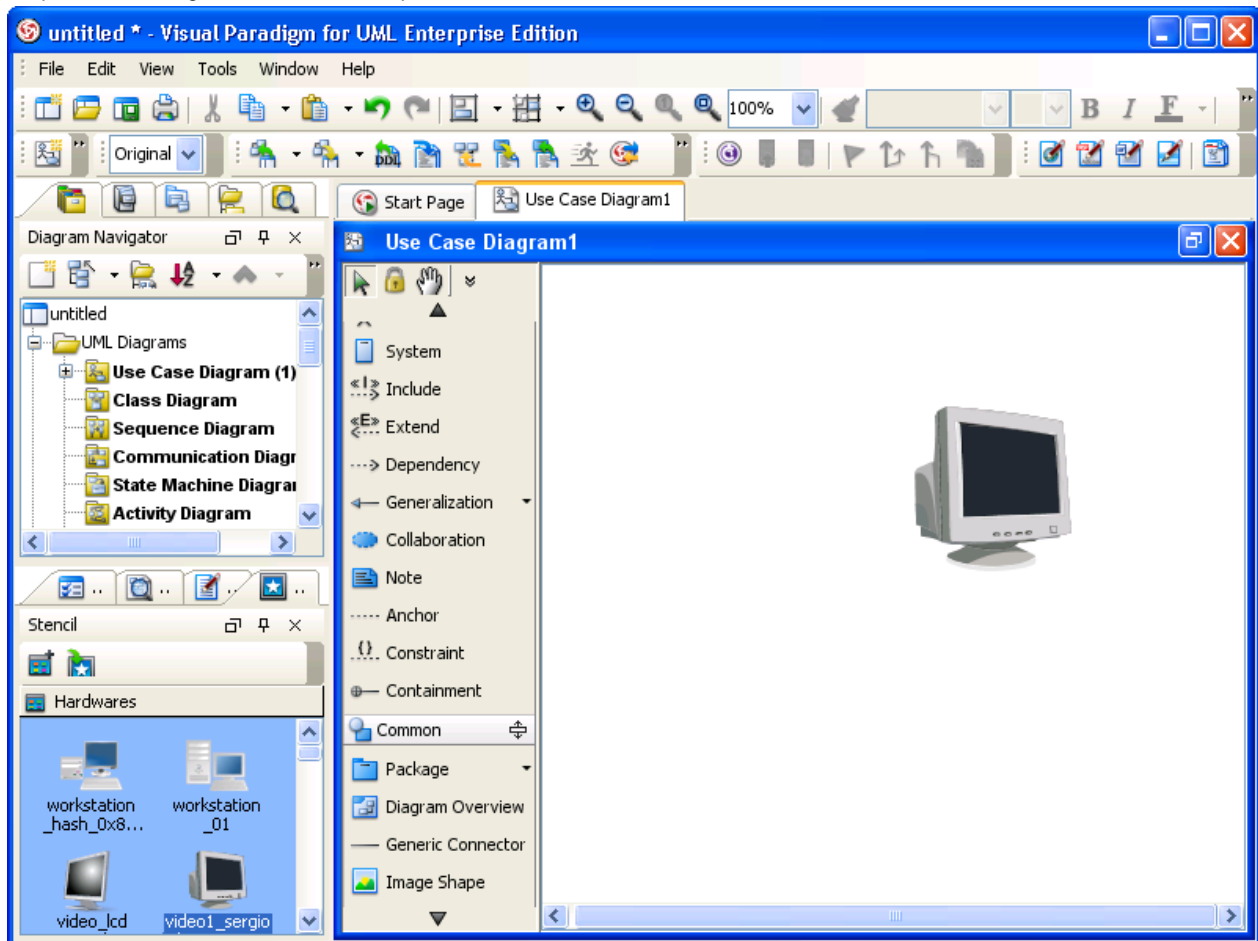 untitled * - Visual Paradigm for UML Enterprise Edition
File Edit View Tools Window Help
100%
B I F
Original
DDL
Start Page
Use Case Diagram1
Diagram Navigator
Use Case Diagram1
untitled
UML Diagrams
Use Case Diagram (1)
Class Diagram
Sequence Diagram
Communication Diagr
State Machine Diagrar
Activity Diagram
System
Include
Extend
Dependency
Generalization
Collaboration
Note
Anchor
Constraint
Containment
Common
Package
Diagram Overview
Generic Connector
Image Shape
Stencil
Hardwares
workstation
_hash_0x8...
workstation
_01
video_lcd
video1_sergio